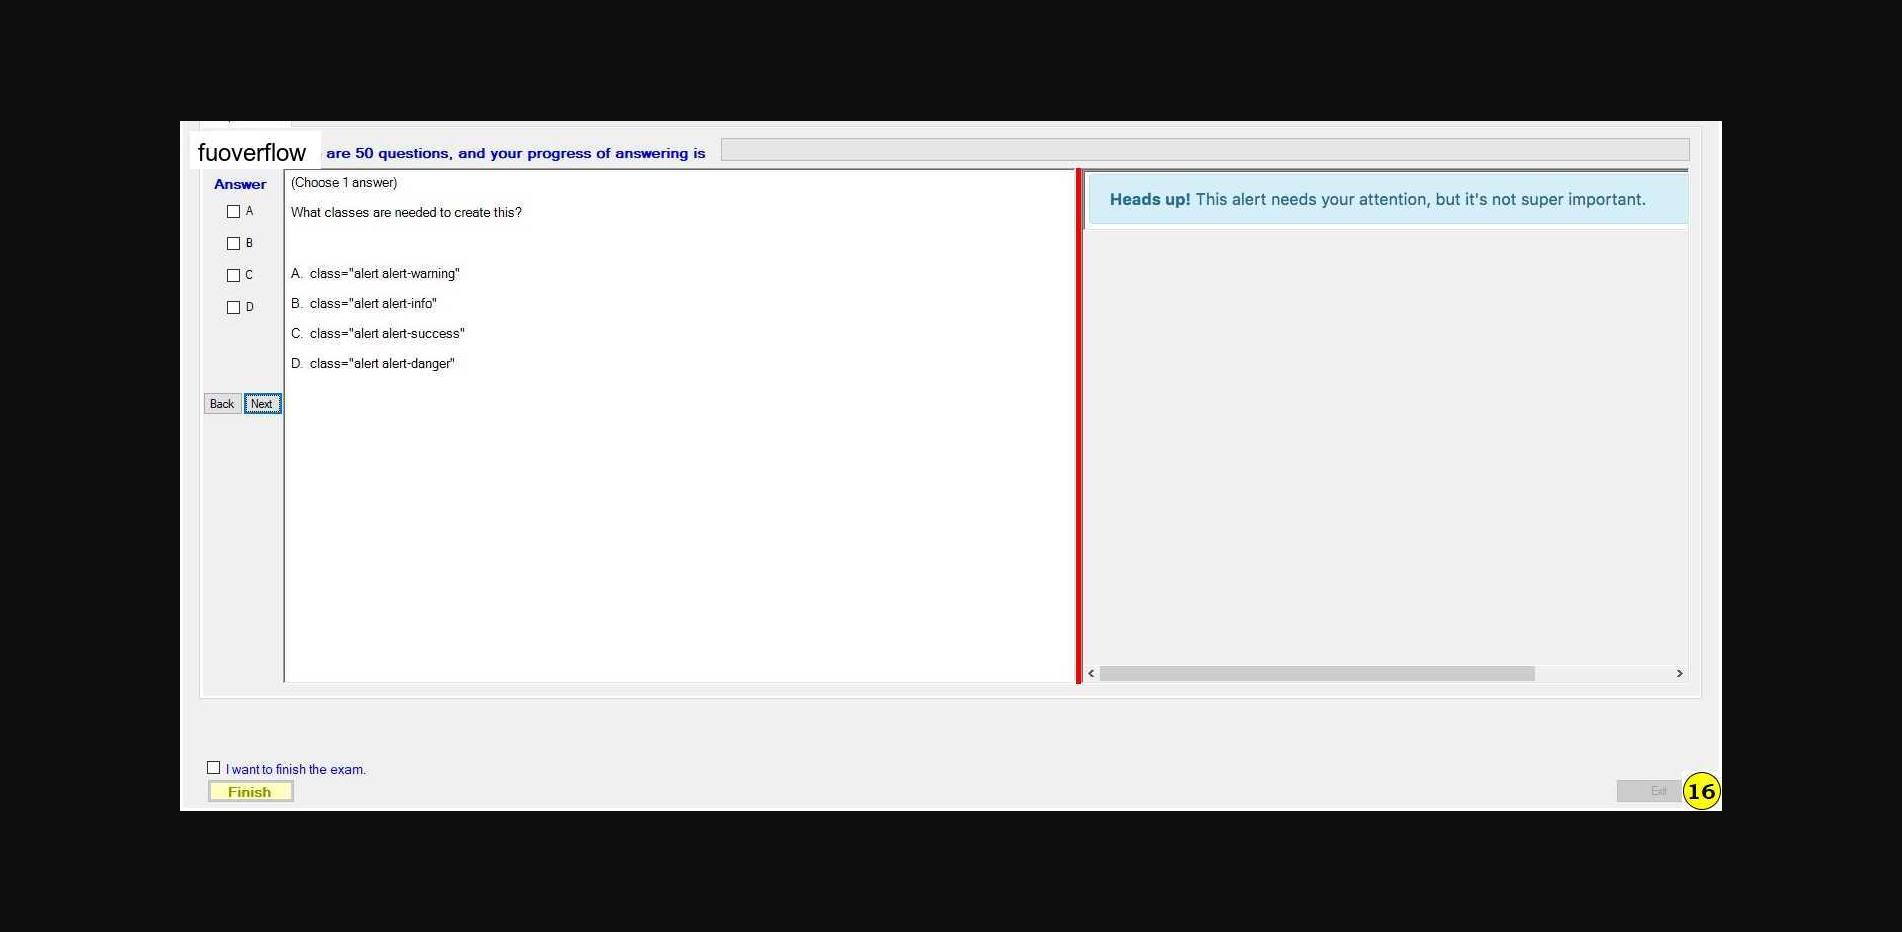 fuoverflow are 50 questions, and your progress of answering is
Answer
A
B
C
D
Back Next
(Choose 1 answer)
What classes are needed to create this?
A. class="alert alert-warning"
B. class="alert alert-info"
C. class="alert alert-success"
D. class="alert alert-danger"
Heads up! This alert needs your attention, but it's not super important.
I want to finish the exam.
Finish
Exit
16